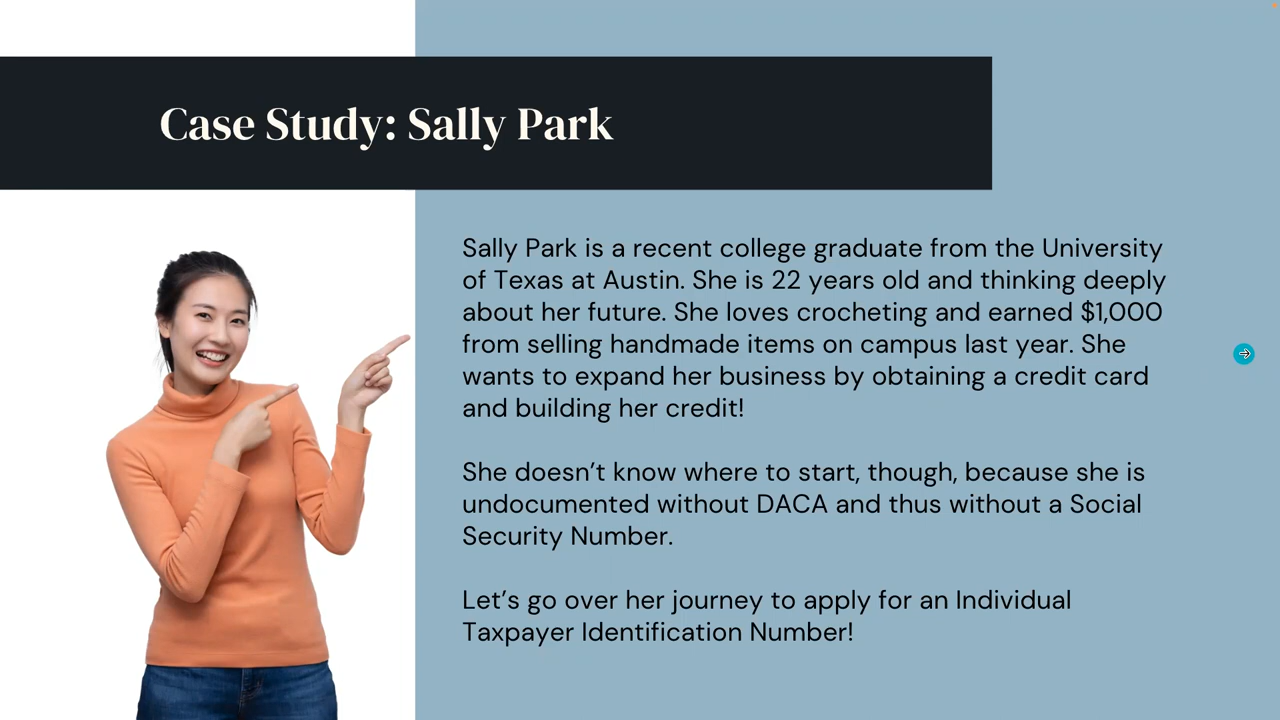 Case Study: Sally Park
Sally Park is a recent college graduate from the University
of Texas at Austin. She is 22 years old and thinking deeply
about her future. She loves crocheting and earned $1,000
from selling handmade items on campus last year. She
wants to expand her business by obtaining a credit card
and building her credit!
She doesn’t know where to start, though, because she is
undocumented without DACA and thus without a Social
Security Number.
Let’s go over her journey to apply for an Individual
Taxpayer Identification Number!